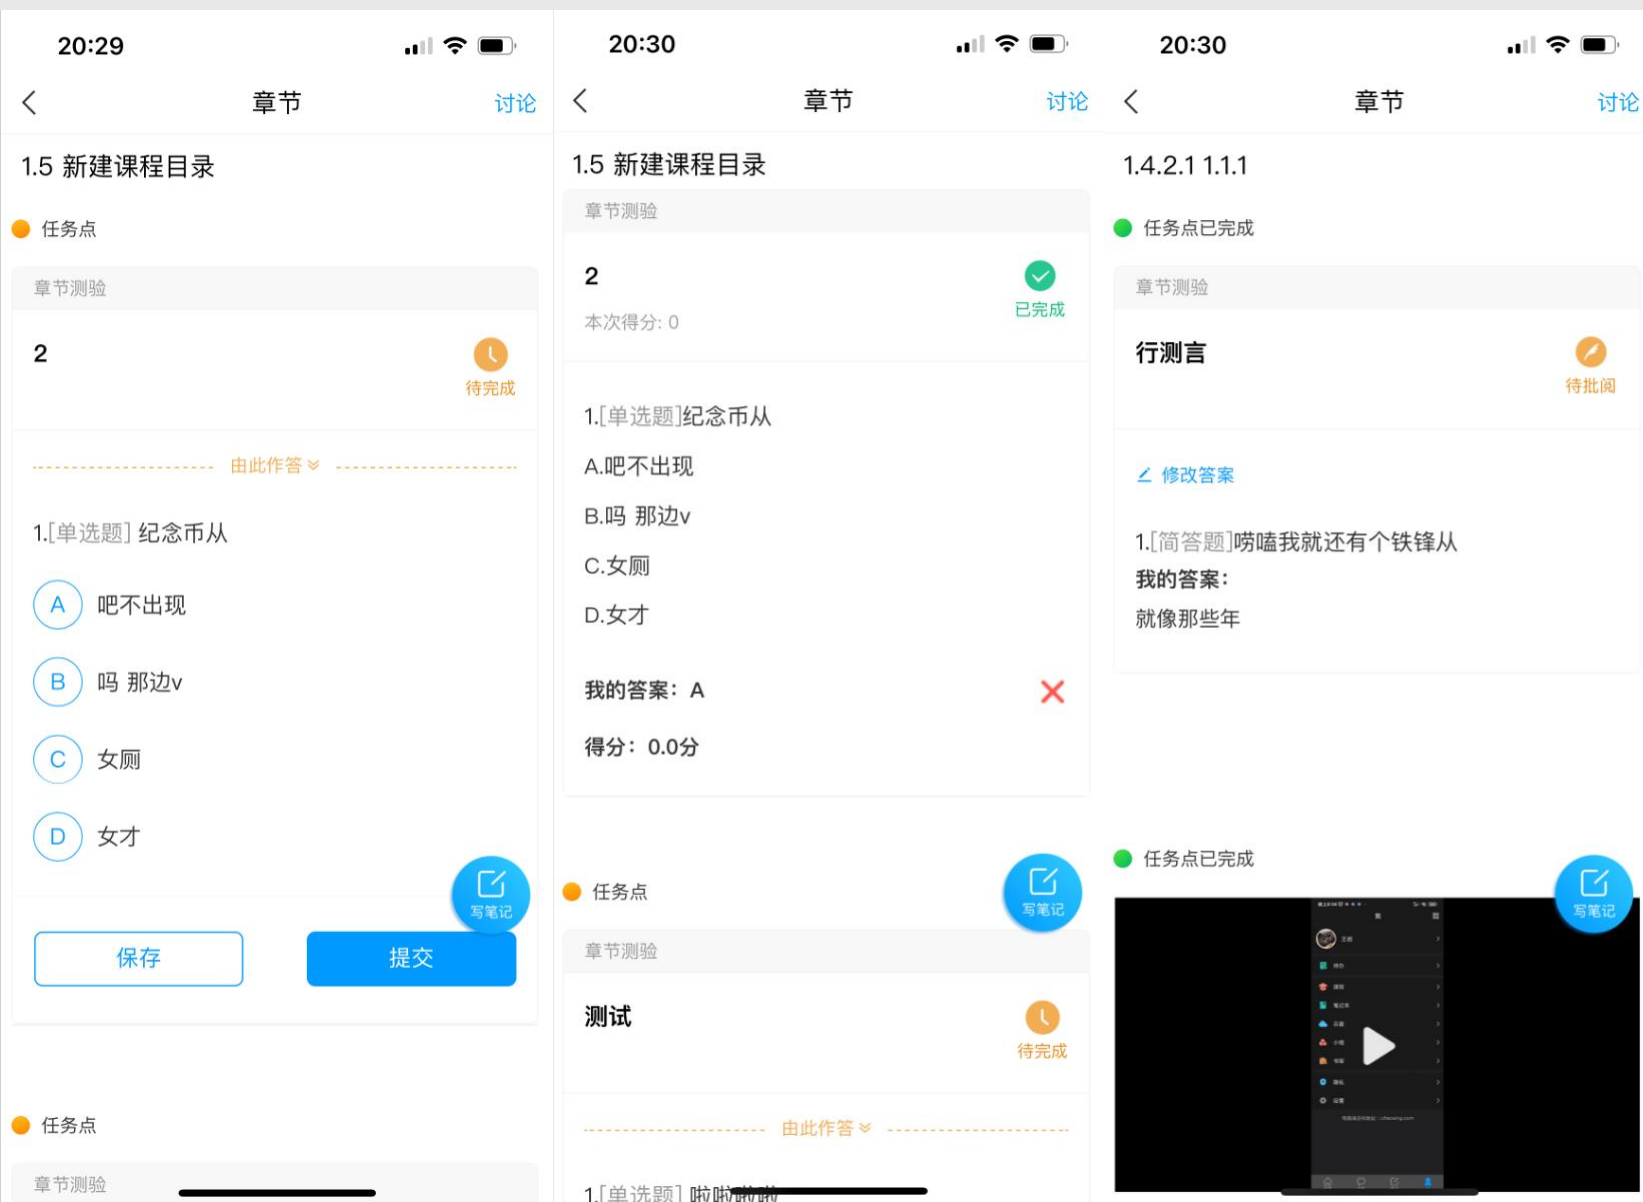 20:29
章节
讨论
1.5 新建课程目录
任务点
章节测验
2
待完成
由此作答
1.[单选题] 纪念币从
A 吧不出现
B 吗 那边v
C 女厕
D 女才
写笔记
保存
提交
任务点
章节测验
20:30
章节
讨论
1.5 新建课程目录
章节测验
2
已完成
本次得分: 0
1.[单选题]纪念币从
A.吧不出现
B.吗 那边v
C.女厕
D.女才
我的答案：A
得分：0.0分
任务点
写笔记
章节测验
测试
待完成
由此作答
1.[单选题] 啦啦啦啦
20:30
章节
讨论
1.4.2.1 1.1.1
任务点已完成
章节测验
行测言
待批阅
修改答案
1.[简答题]唠嗑我就还有个铁锋从
我的答案：
就像那些年
任务点已完成
写笔记